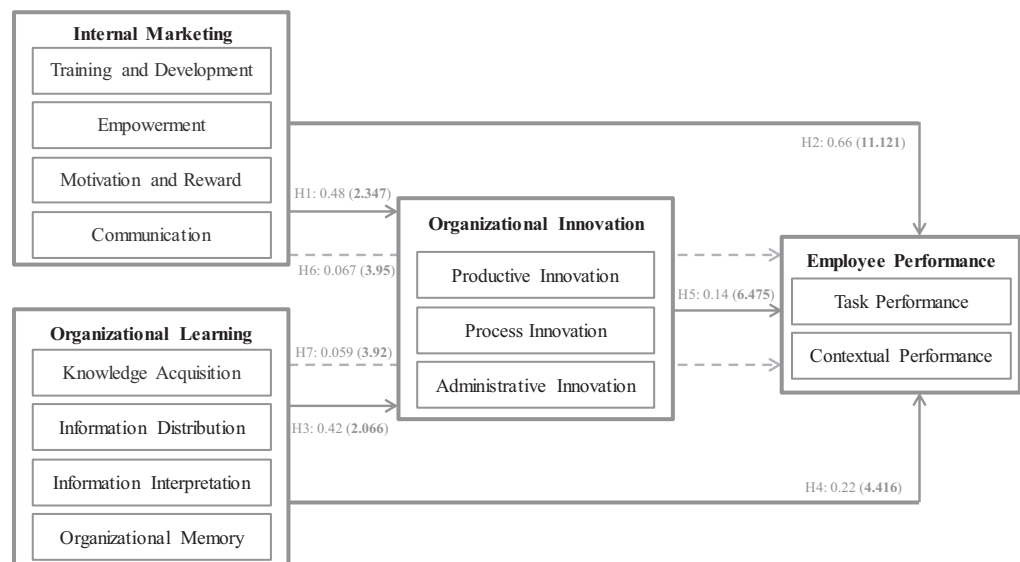 Internal Marketing
Training and Development
Empowerment
Motivation and Reward
Communication
H2: 0.66 (11.121)
H1: 0.48 (2.347)
H6: 0.067 (3.95)
Organizational Innovation
Productive Innovation
Process Innovation
Administrative Innovation
H5: 0.14 (6.475)
Employee Performance
Task Performance
Contextual Performance
Organizational Learning
Knowledge Acquisition
Information Distribution
Information Interpretation
Organizational Memory
H7: 0.059 (3.92)
H3: 0.42 (2.066)
H4: 0.22 (4.416)